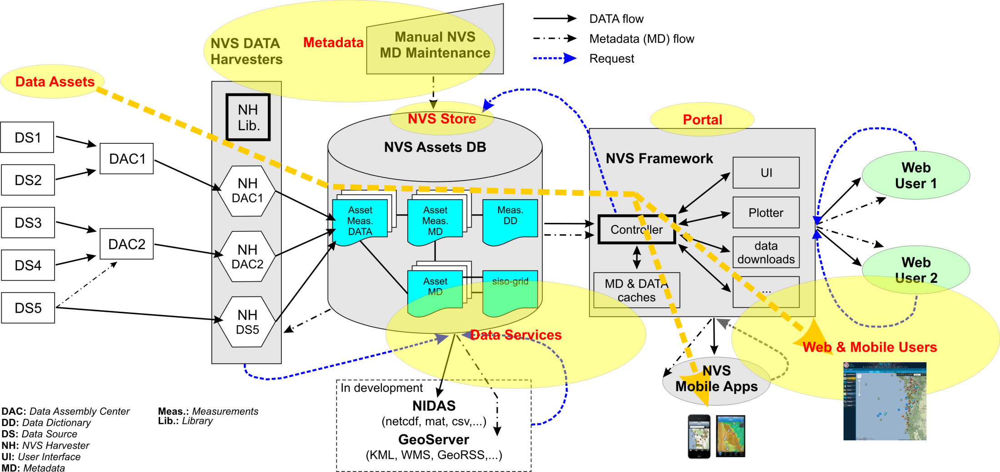 NVS DATA
Harvesters
Metadata
Manual NVS
MD Maintenance
DATA flow
Metadata (MD) flow
Request
Data Assets
NH
Lib.
NVS Store
NVS Assets DB
Portal
NVS Framework
DS1
DS2
DS3
DS4
DS5
DAC1
DAC2
NH
DAC1
NH
DAC2
NH
DS5
Asset
Meas.
DATA
Asset
Meas.
MD
Meas.
DD
Asset
MD
siso-grid
Controller
MD & DATA
caches
UI
Plotter
data
downloads
...
Web
User 1
Web
User 2
Data Services
Web & Mobile Users
NVS
Mobile Apps
In development
NIDAS
(netcdf, mat, csv,...)
GeoServer
(KML, WMS, GeoRSS,...)
DAC: Data Assembly Center
DD: Data Dictionary
DS: Data Source
NH: NVS Harvester
UI: User Interface
MD: Metadata
Meas.: Measurements
Lib.: Library
NVS